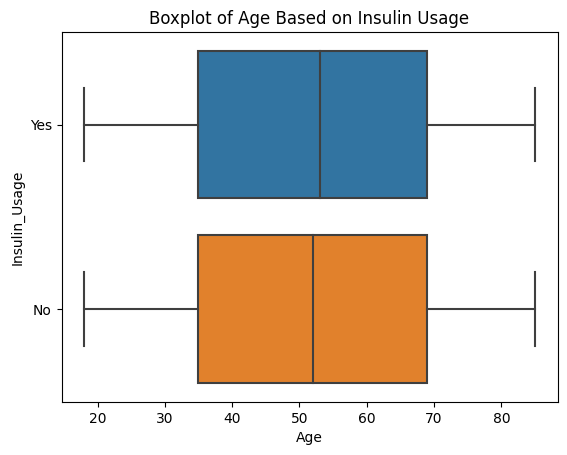 Boxplot of Age Based on Insulin Usage
Insulin_Usage
Yes
No
20 30 40 50 60 70 80
Age